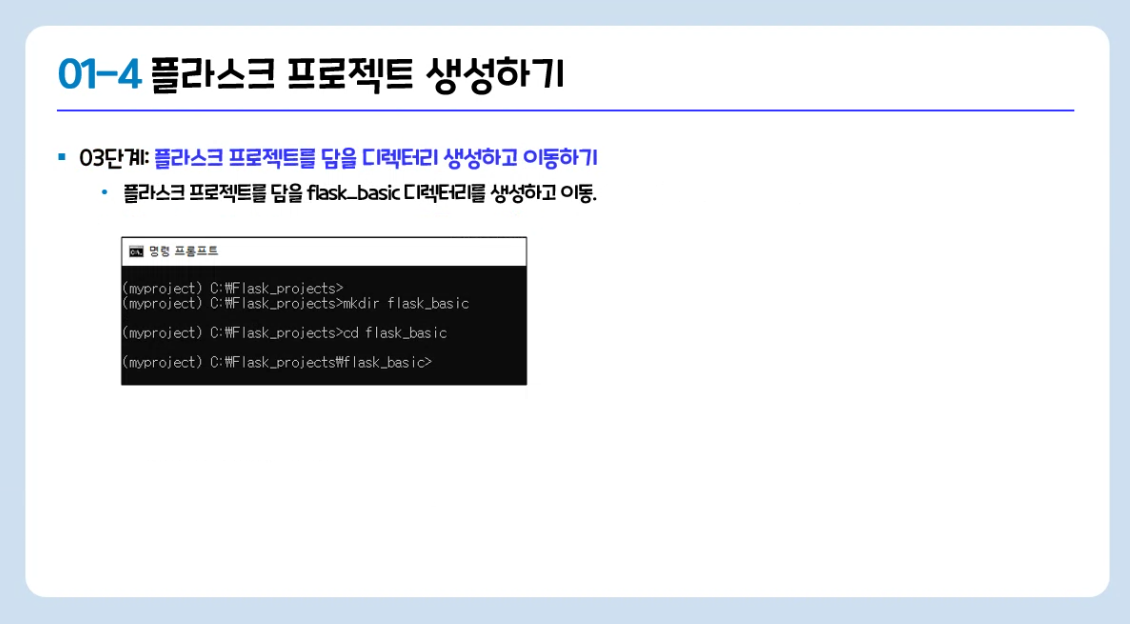 01-4 플라스크 프로젝트 생성하기
03단계: 플라스크 프로젝트를 담을 디렉터리 생성하고 이동하기
플라스크 프로젝트를 담을 flask_basic 디렉터리를 생성하고 이동.
명령 프롬프트
(myproject) C:₩Flask_projects>
(myproject) C:₩Flask_projects>mkdir flask_basic
(myproject) C:₩Flask_projects>cd flask_basic
(myproject) C:₩Flask_projects₩flask_basic>